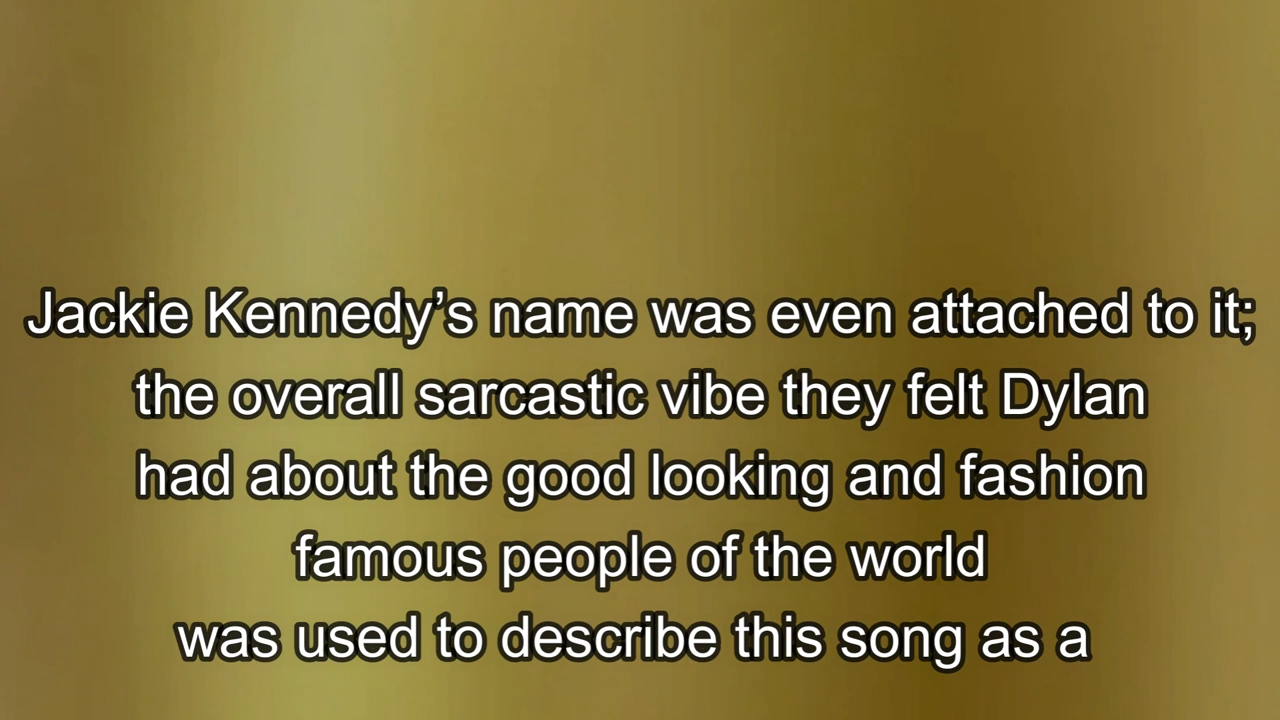 Jackie Kennedy’s name was even attached to it;
the overall sarcastic vibe they felt Dylan
had about the good looking and fashion
famous people of the world
was used to describe this song as a